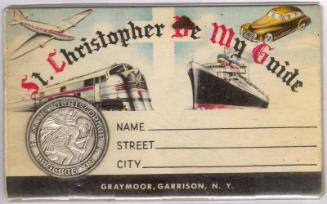 St. Christopher Be My Guide
NAME
STREET
CITY
GRAYMOOR, GARRISON, N. Y.